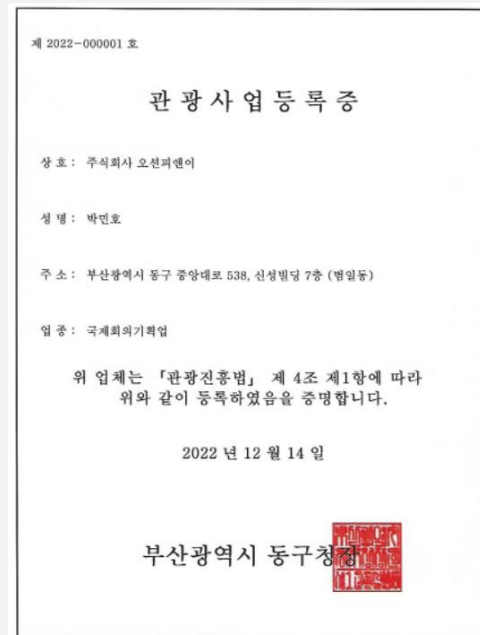 제 2022-000001 호
관 광 사 업 등 록 증
상 호 : 주식회사 오션피앤이
성 명 : 박민호
주 소 : 부산광역시 동구 중앙대로 538, 신성빌딩 7층 (범일동)
업 종 : 국제회의기획업
위 업체는 「관광진흥법」 제 4조 제1항에 따라
위와 같이 등록하였음을 증명합니다.
2022 년 12 월 14 일
부산광역시 동구청장